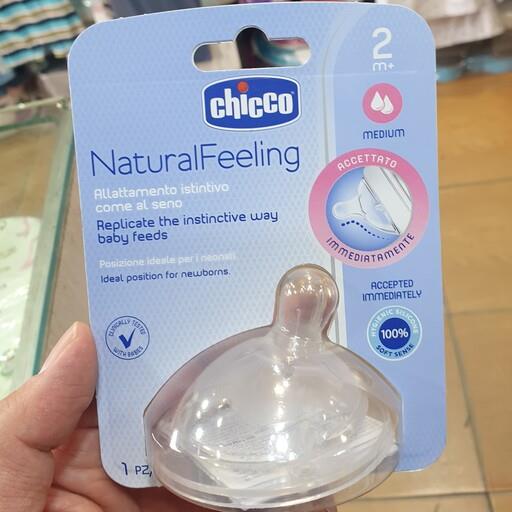 2
m+
chicco
MEDIUM
NaturalFeeling
Allattamento istintivo
come al seno
Replicate the instinctive way
baby feeds
Posizione ideale per i neonati.
Ideal position for newborns.
ACCETTATO
IMMEDIATAMENTE
ACCEPTED
IMMEDIATELY
HYGIENIC SILICONE
100%
SOFT SENSE
CLINICALLY TESTED
WITH BABIES
1 PZ,